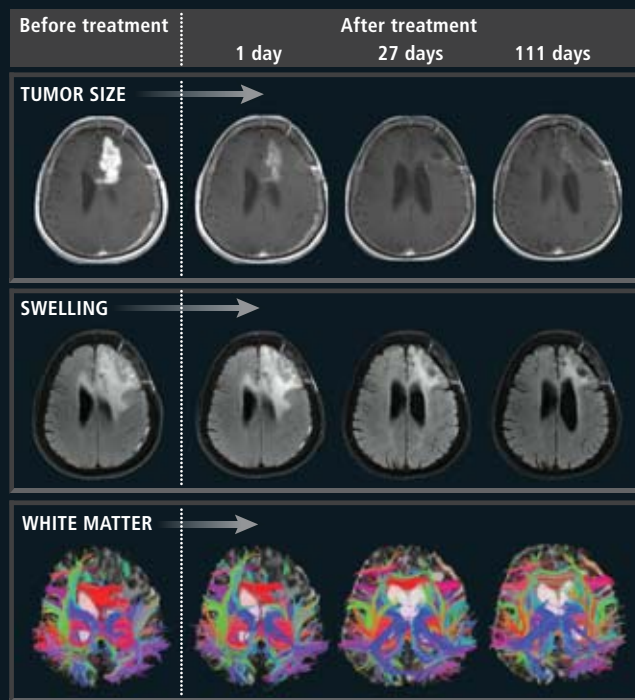 Before treatment
After treatment
1 day
27 days
111 days
TUMOR SIZE
SWELLING
WHITE MATTER